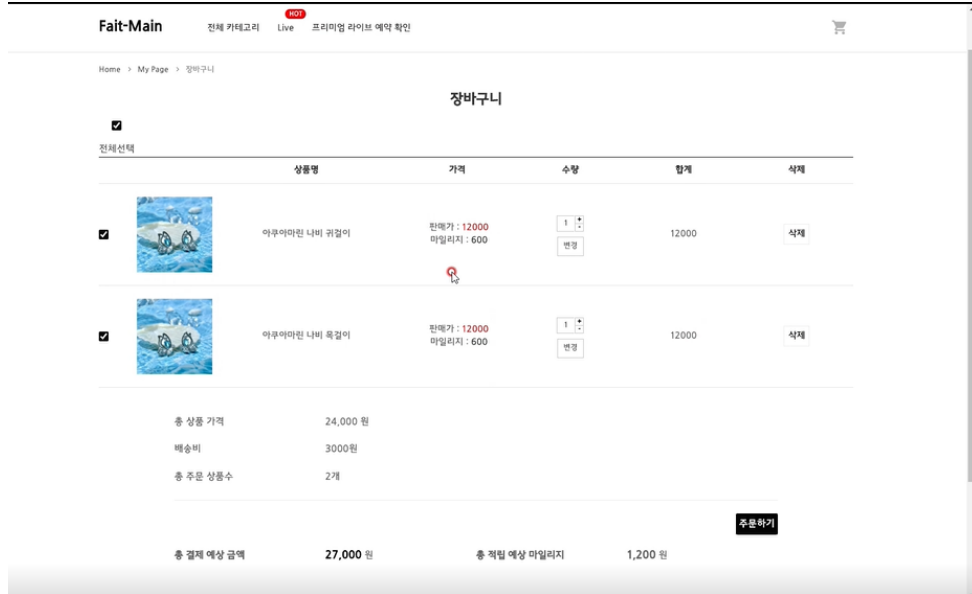 HOT
Fait-Main 전체 카테고리 Live 프리미엄 라이브 예약 확인
Home > My Page > 장바구니
장바구니
전체선택
상품명 가격 수량 합계 삭제
아쿠아마린 나비 귀걸이 판매가 : 12000 1 + - 12000 삭제
마일리지 : 600 변경
아쿠아마린 나비 목걸이 판매가 : 12000 1 + - 12000 삭제
마일리지 : 600 변경
총 상품 가격 24,000 원
배송비 3000원
총 주문 상품수 2개
주문하기
총 결제 예상 금액 27,000 원 총 적립 예상 마일리지 1,200 원